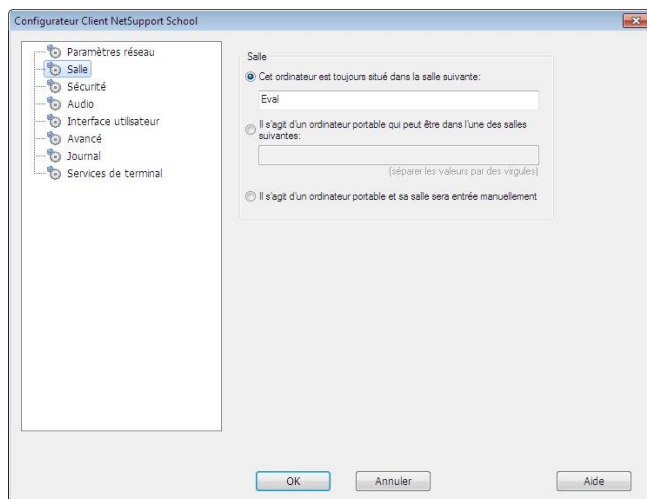 Configurateur Client NetSupport School
Paramètres réseau
Salle
Sécurité
Audio
Interface utilisateur
Avancé
Journal
Services de terminal
Salle
Cet ordinateur est toujours situé dans la salle suivante:
Eval
Il s'agit d'un ordinateur portable qui peut être dans l'une des salles
suivantes:
(séparer les valeurs par des virgules)
Il s'agit d'un ordinateur portable et sa salle sera entrée manuellement
OK
Annuler
Aide